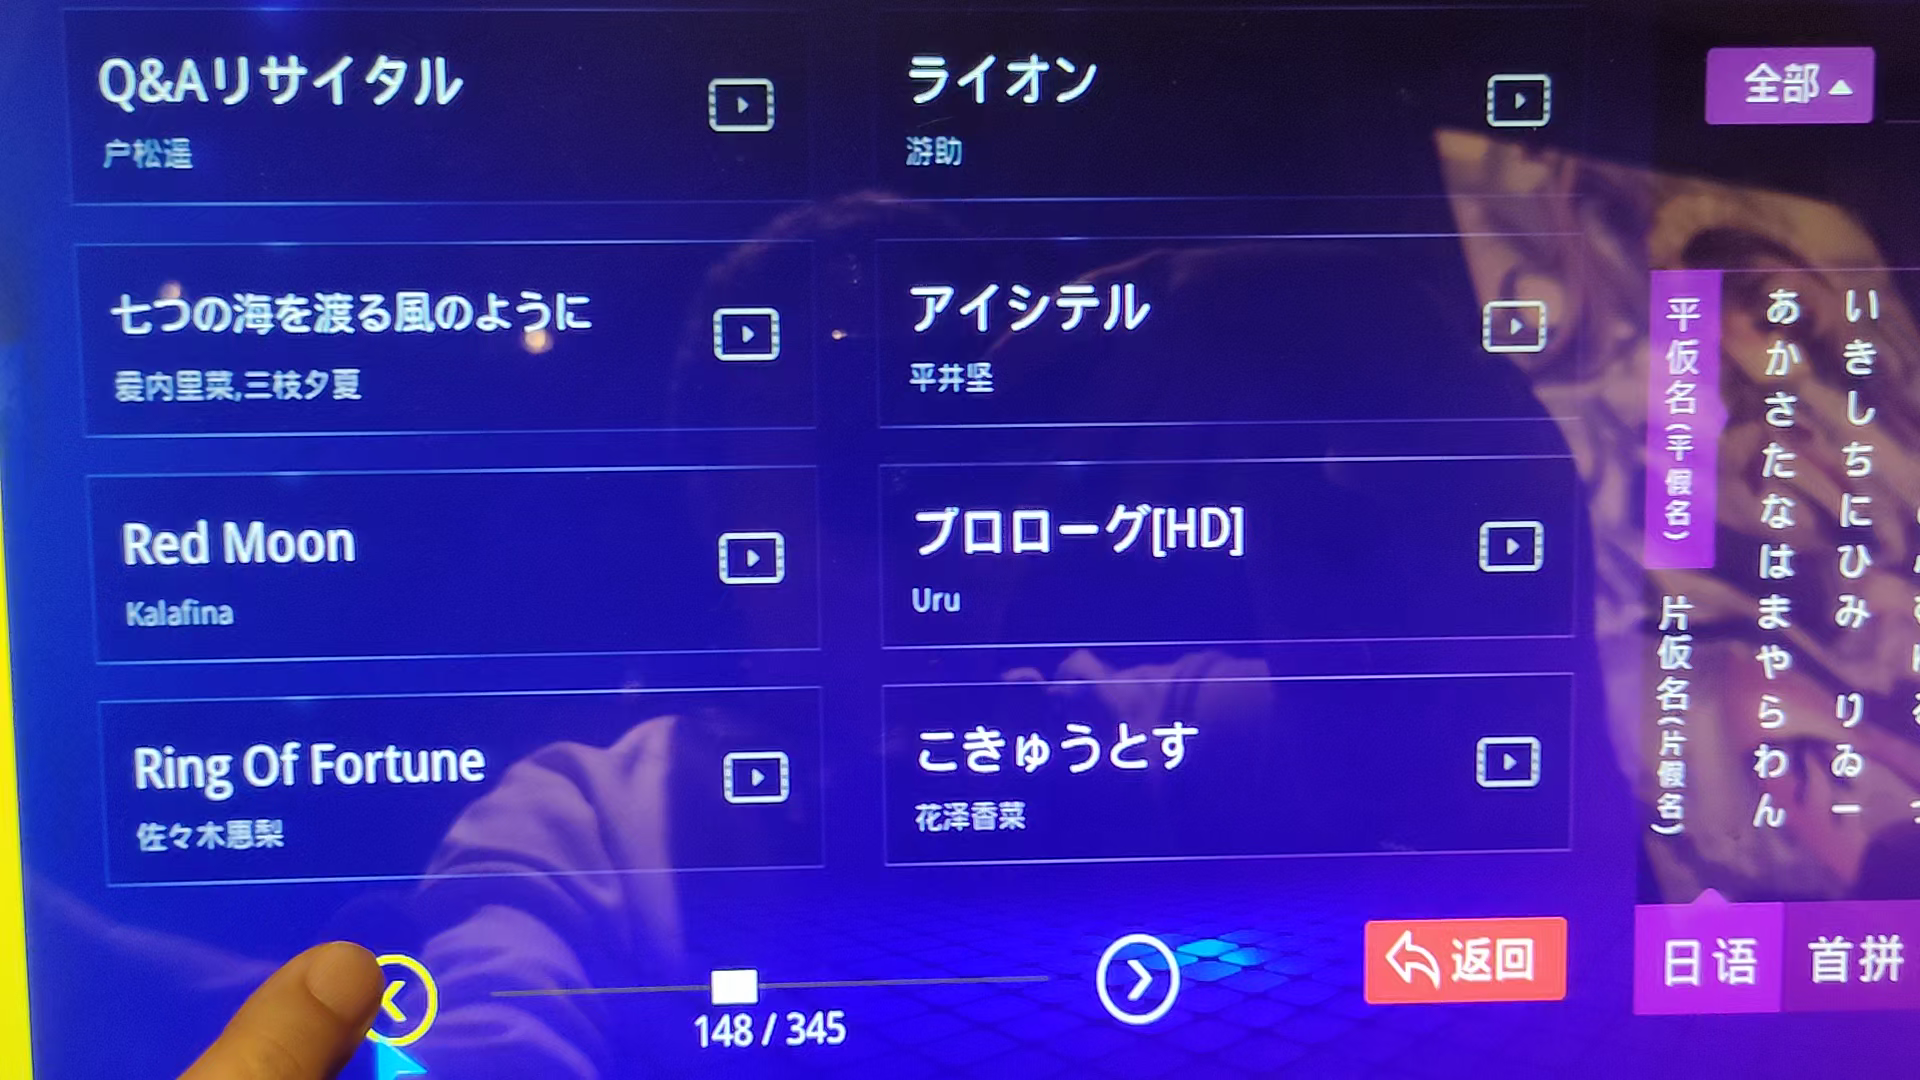 Q&Aリサイタル
户松遥
ライオン
游助
七つの海を渡る風のように
爱内里菜,三枝夕夏
アイシテル
平井坚
Red Moon
Kalafina
プロローグ[HD]
Uru
Ring Of Fortune
佐々木恵梨
こきゅうとす
花泽香菜
148 / 345
返回
全部
平仮名(平假名)
片仮名(片假名)
あかさたなはまやらわん
いきしちにひみ りゐー
日语
首拼